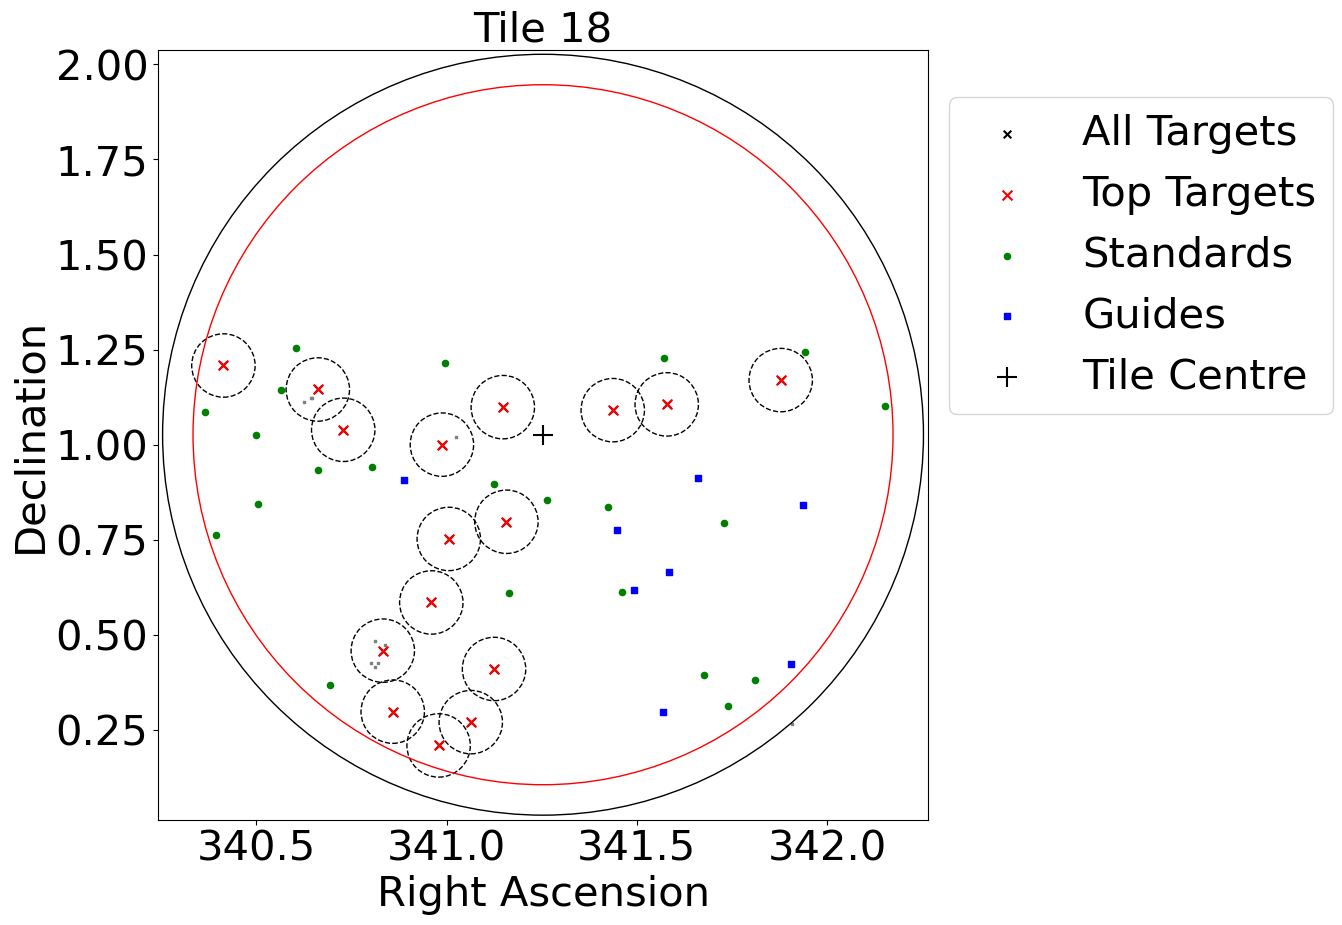 Tile 18
2.00
1.75
1.50
1.25
1.00
0.75
0.50
0.25
Declination
340.5
341.0
341.5
342.0
Right Ascension
All Targets
Top Targets
Standards
Guides
Tile Centre